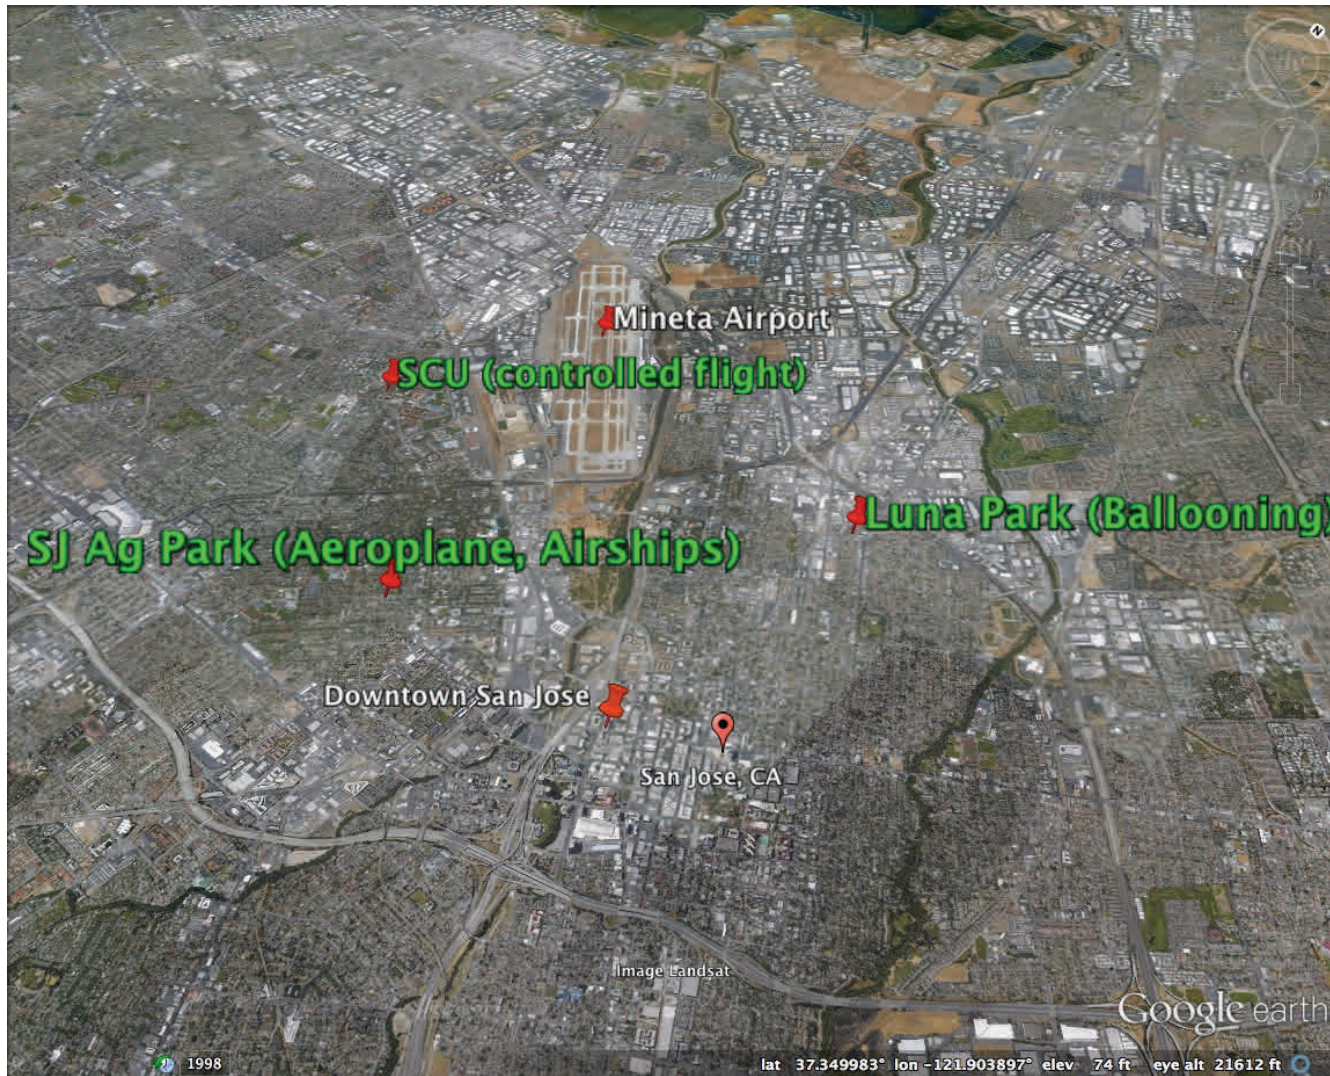 N
Mineta Airport
SCU (controlled flight)
Luna Park (Ballooning)
SJ Ag Park (Aeroplane, Airships)
Downtown San Jose
San Jose, CA
Image Landsat
Google earth
1998
lat 37.349983° lon -121.903897° elev 74 ft eye alt 21612 ft